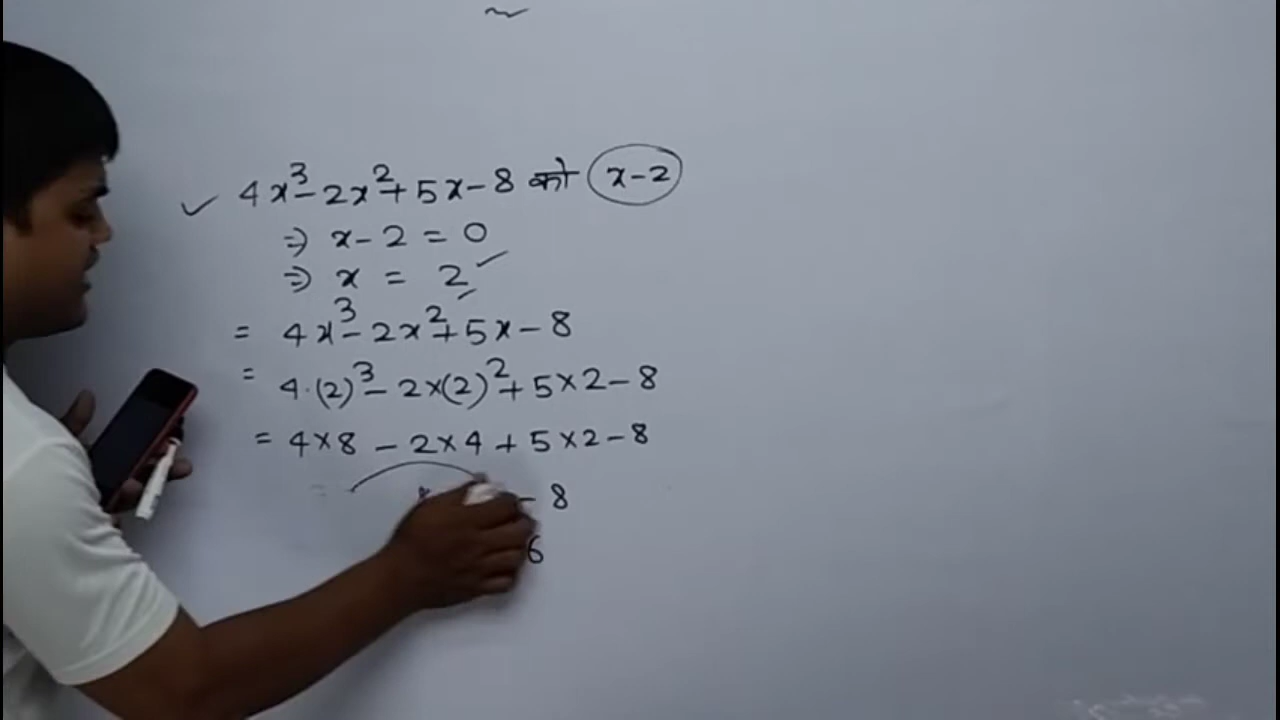 4x³-2x²+5x-8 को x-2
⇒ x-2=0
⇒ x = 2
= 4x³-2x²+5x-8
= 4·(2)³-2×(2)²+5×2-8
= 4×8-2×4+5×2-8
- 8
6